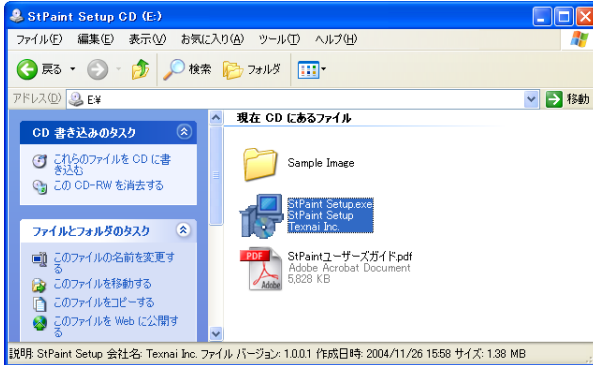 StPaint Setup CD (E:)
ファイル(F) 編集(E) 表示(V) お気に入り(A) ツール(T) ヘルプ(H)
戻る 検索 フォルダ
アドレス(D) E:¥ 移動
CD 書き込みのタスク
これらのファイルを CD に書
き込む
この CD-RW を消去する
ファイルとフォルダのタスク
このファイルの名前を変更す
る
このファイルを移動する
このファイルをコピーする
このファイルを Web に公開す
る
現在 CD にあるファイル
Sample Image
StPaint Setup.exe
StPaint Setup
Texnai Inc.
PDF
Adobe
StPaintユーザーズガイド.pdf
Adobe Acrobat Document
5,828 KB
説明: StPaint Setup 会社名: Texnai Inc. ファイル バージョン: 1.0.0.1 作成日時: 2004/11/26 15:58 サイズ: 1.38 MB